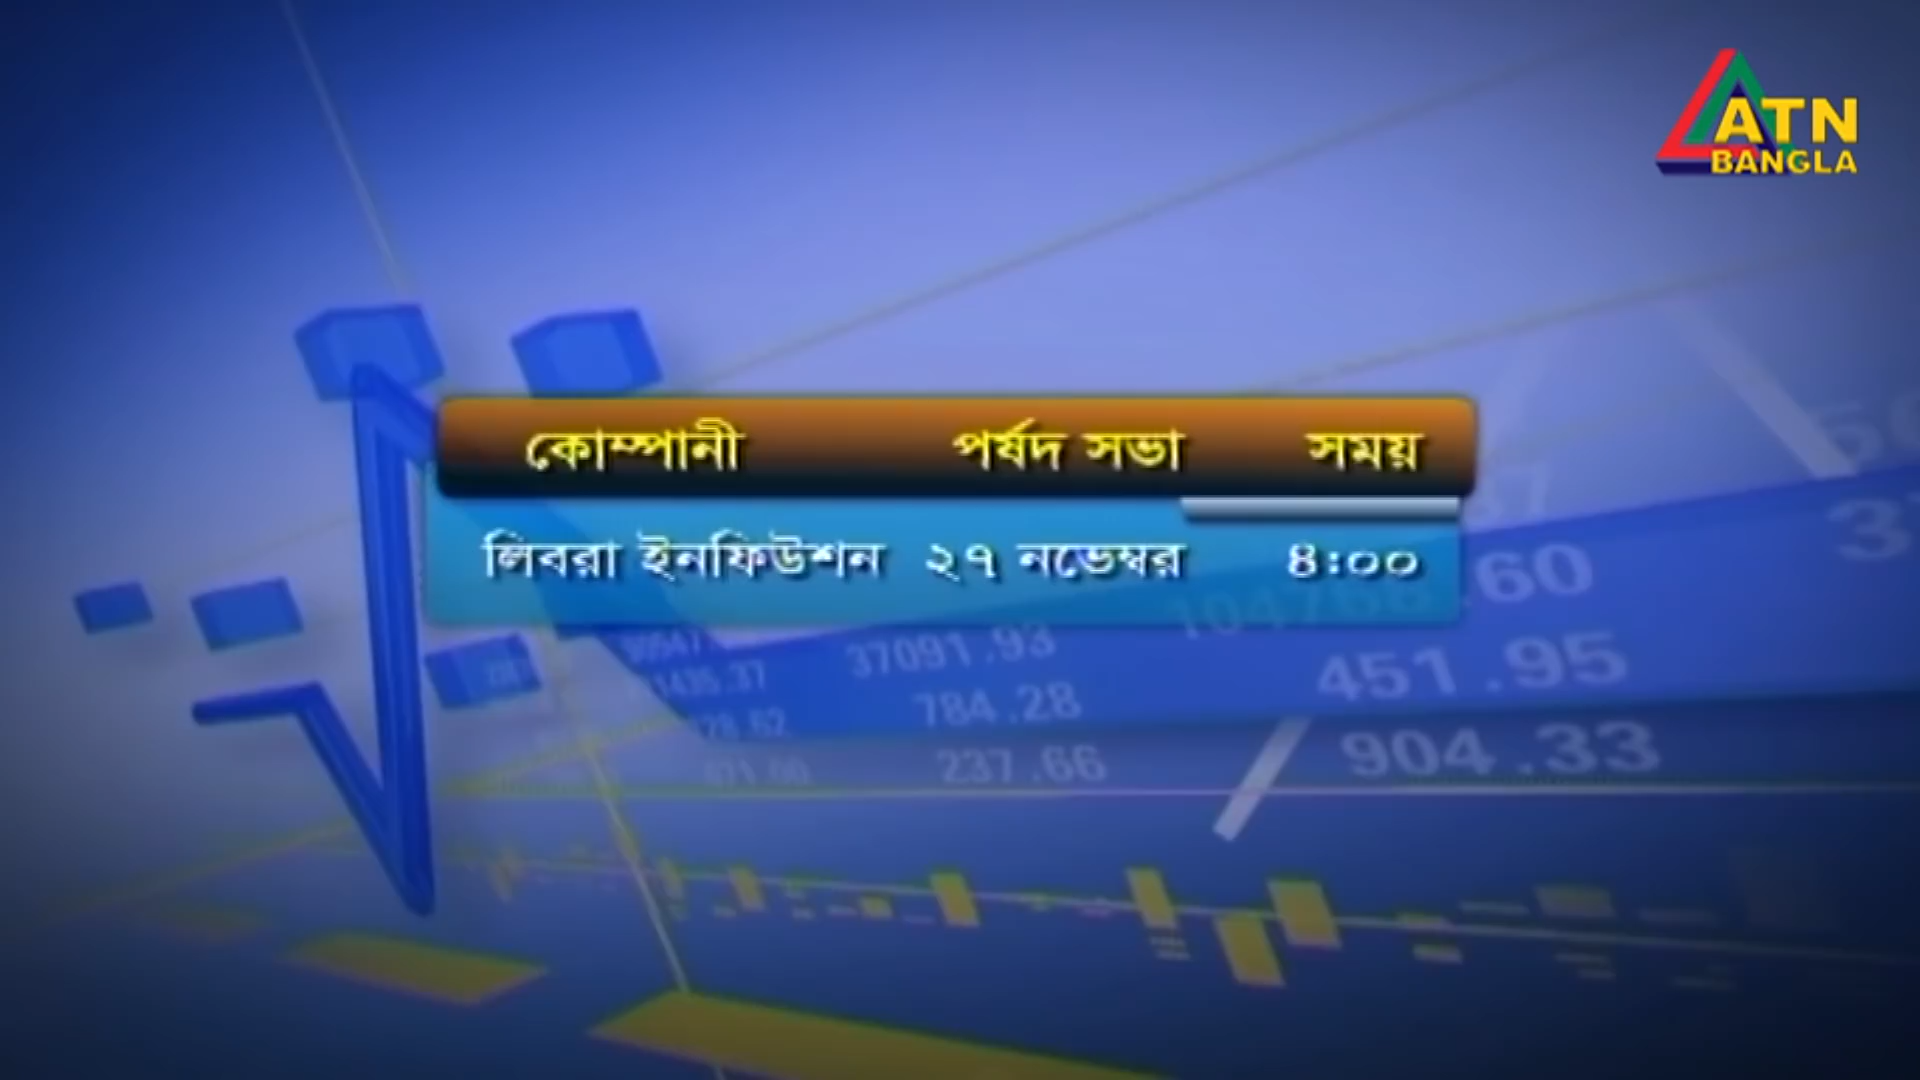 ATN
BANGLA
কোম্পানী পর্ষদ সভা সময়
লিবরা ইনফিউশন ২৭ নভেম্বর ৪:০০
.60
37091.93
451.95
784.28
904.33
237.66